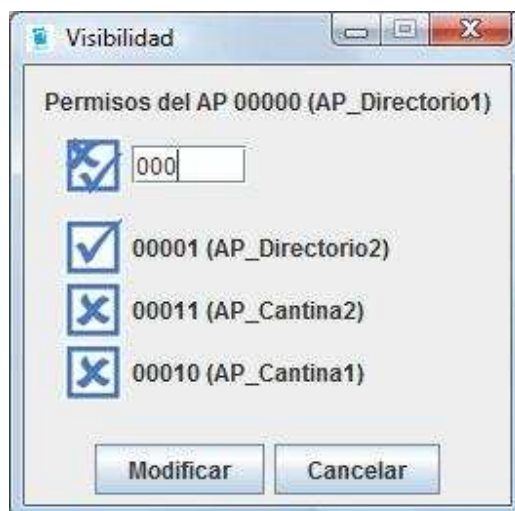 Visibilidad
Permisos del AP 00000 (AP_Directorio1)
000
00001 (AP_Directorio2)
00011 (AP_Cantina2)
00010 (AP_Cantina1)
Modificar Cancelar